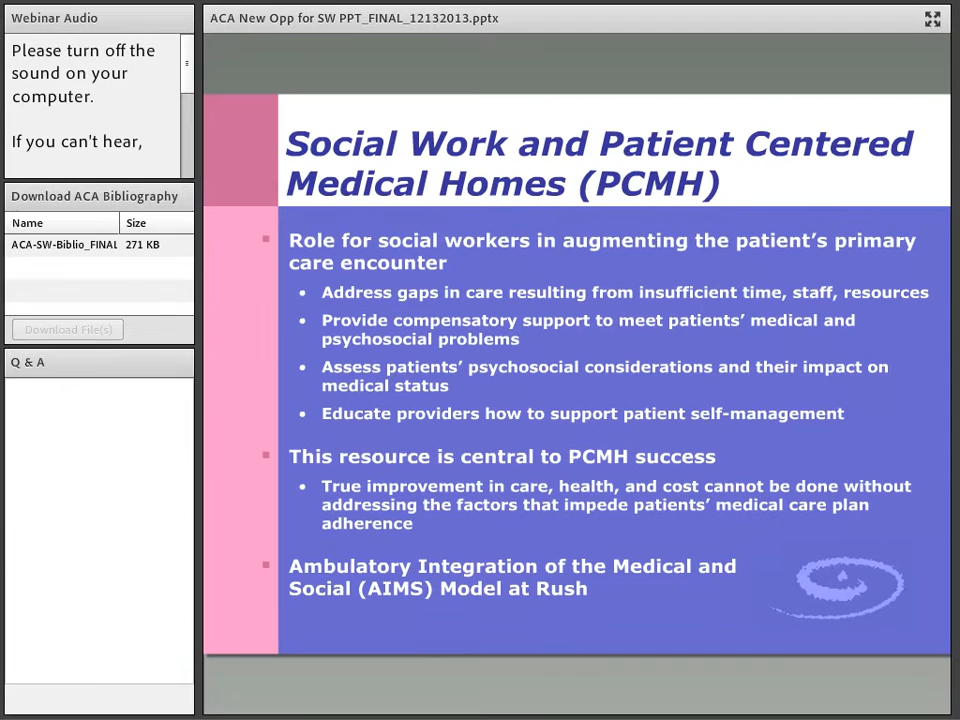 Webinar Audio
Please turn off the
sound on your
computer.
If you can't hear,
Download ACA Bibliography
Name Size
ACA-SW-Biblio_FINAL 271 KB
Download File(s)
Q & A
ACA New Opp for SW PPT_FINAL_12132013.pptx
Social Work and Patient Centered
Medical Homes (PCMH)
Role for social workers in augmenting the patient’s primary
care encounter
• Address gaps in care resulting from insufficient time, staff, resources
• Provide compensatory support to meet patients’ medical and
psychosocial problems
• Assess patients’ psychosocial considerations and their impact on
medical status
• Educate providers how to support patient self-management
This resource is central to PCMH success
• True improvement in care, health, and cost cannot be done without
addressing the factors that impede patients’ medical care plan
adherence
Ambulatory Integration of the Medical and
Social (AIMS) Model at Rush